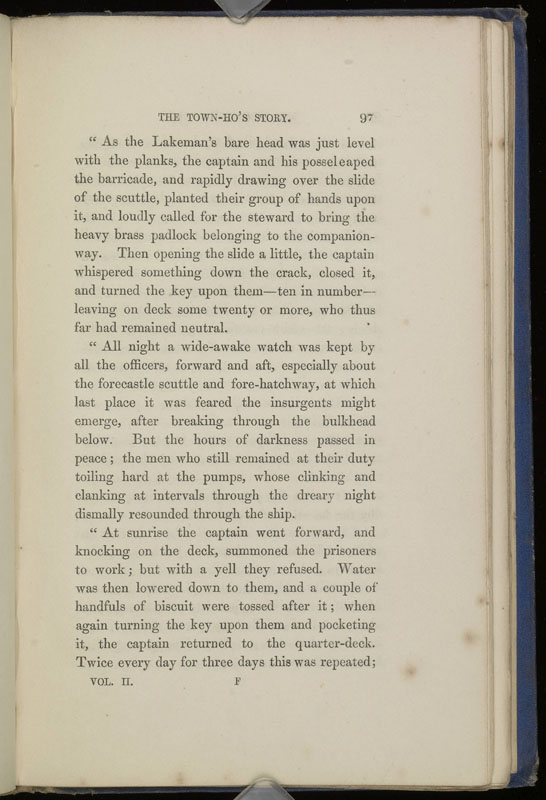 THE TOWN-HO'S STORY. 97
“ As the Lakeman's bare head was just level
with the planks, the captain and his posseleaped
the barricade, and rapidly drawing over the slide
of the scuttle, planted their group of hands upon
it, and loudly called for the steward to bring the
heavy brass padlock belonging to the companion-
way. Then opening the slide a little, the captain
whispered something down the crack, closed it,
and turned the key upon them—ten in number—
leaving on deck some twenty or more, who thus
far had remained neutral.
“ All night a wide-awake watch was kept by
all the officers, forward and aft, especially about
the forecastle scuttle and fore-hatchway, at which
last place it was feared the insurgents might
emerge, after breaking through the bulkhead
below. But the hours of darkness passed in
peace ; the men who still remained at their duty
toiling hard at the pumps, whose clinking and
clanking at intervals through the dreary night
dismally resounded through the ship.
“ At sunrise the captain went forward, and
knocking on the deck, summoned the prisoners
to work ; but with a yell they refused. Water
was then lowered down to them, and a couple of
handfuls of biscuit were tossed after it ; when
again turning the key upon them and pocketing
it, the captain returned to the quarter-deck.
Twice every day for three days this was repeated;
VOL. II. F